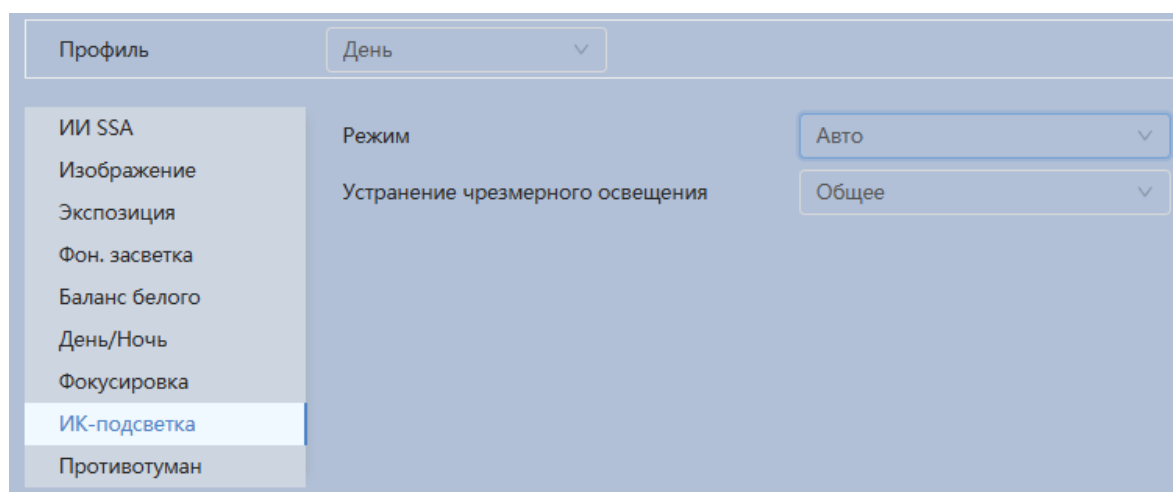 Профиль День
ИИ SSA
Режим Авто
Изображение
Устранение чрезмерного освещения Общее
Экспозиция
Фон. засветка
Баланс белого
День/Ночь
Фокусировка
ИК-подсветка
Противотуман